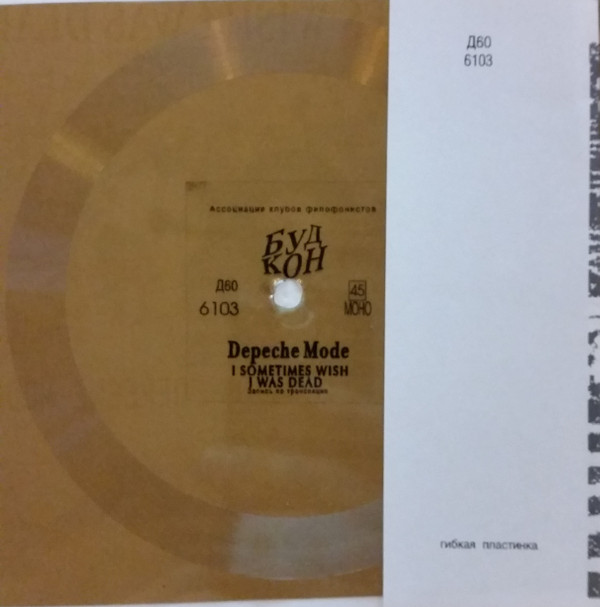 Д60
6103
Ассоциация клубов филофонистов
БУД
КОН
Д60
6103
45
МОНО
Depeche Mode
I SOMETIMES WISH
I WAS DEAD
Запись по трансляции
гибкая пластинка